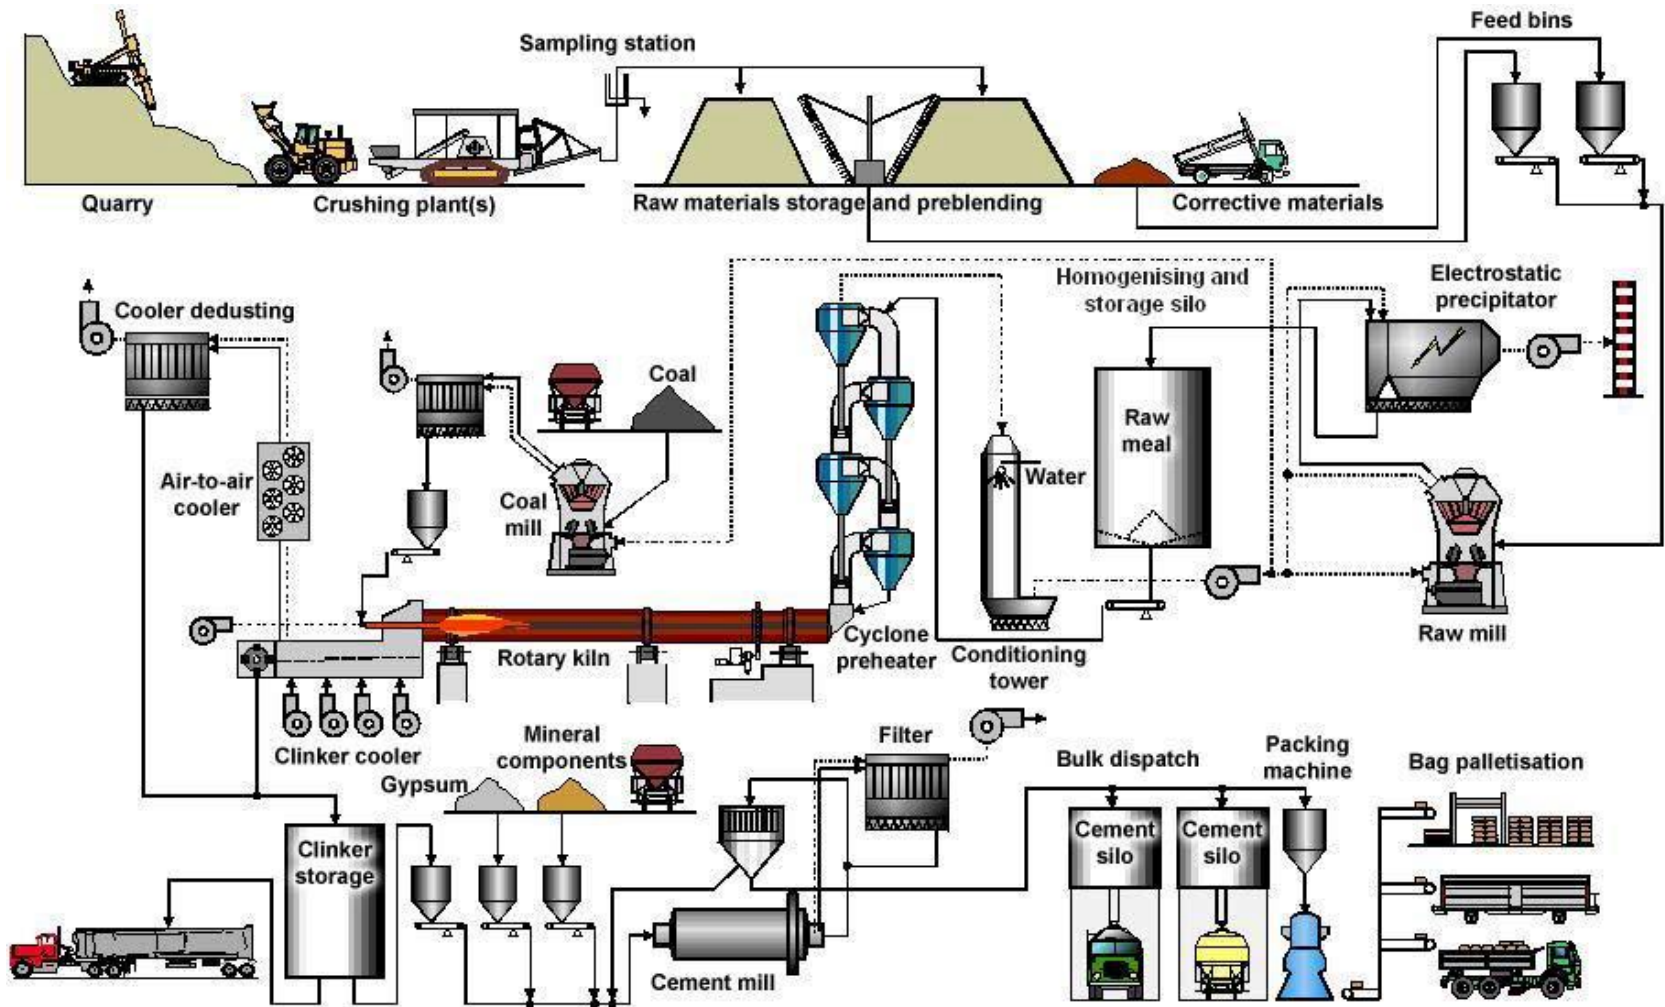 Feed bins
Sampling station
Quarry
Crushing plant(s)
Raw materials storage and preblending
Corrective materials
Homogenising and
storage silo
Electrostatic
precipitator
Cooler dedusting
Coal
Raw
meal
Water
Air-to-air
cooler
Coal
mill
Raw mill
Rotary kiln
Cyclone
preheater
Conditioning
tower
Clinker cooler
Mineral
components
Gypsum
Filter
Bulk dispatch
Packing
machine
Bag palletisation
Clinker
storage
Cement
silo
Cement
silo
Cement mill